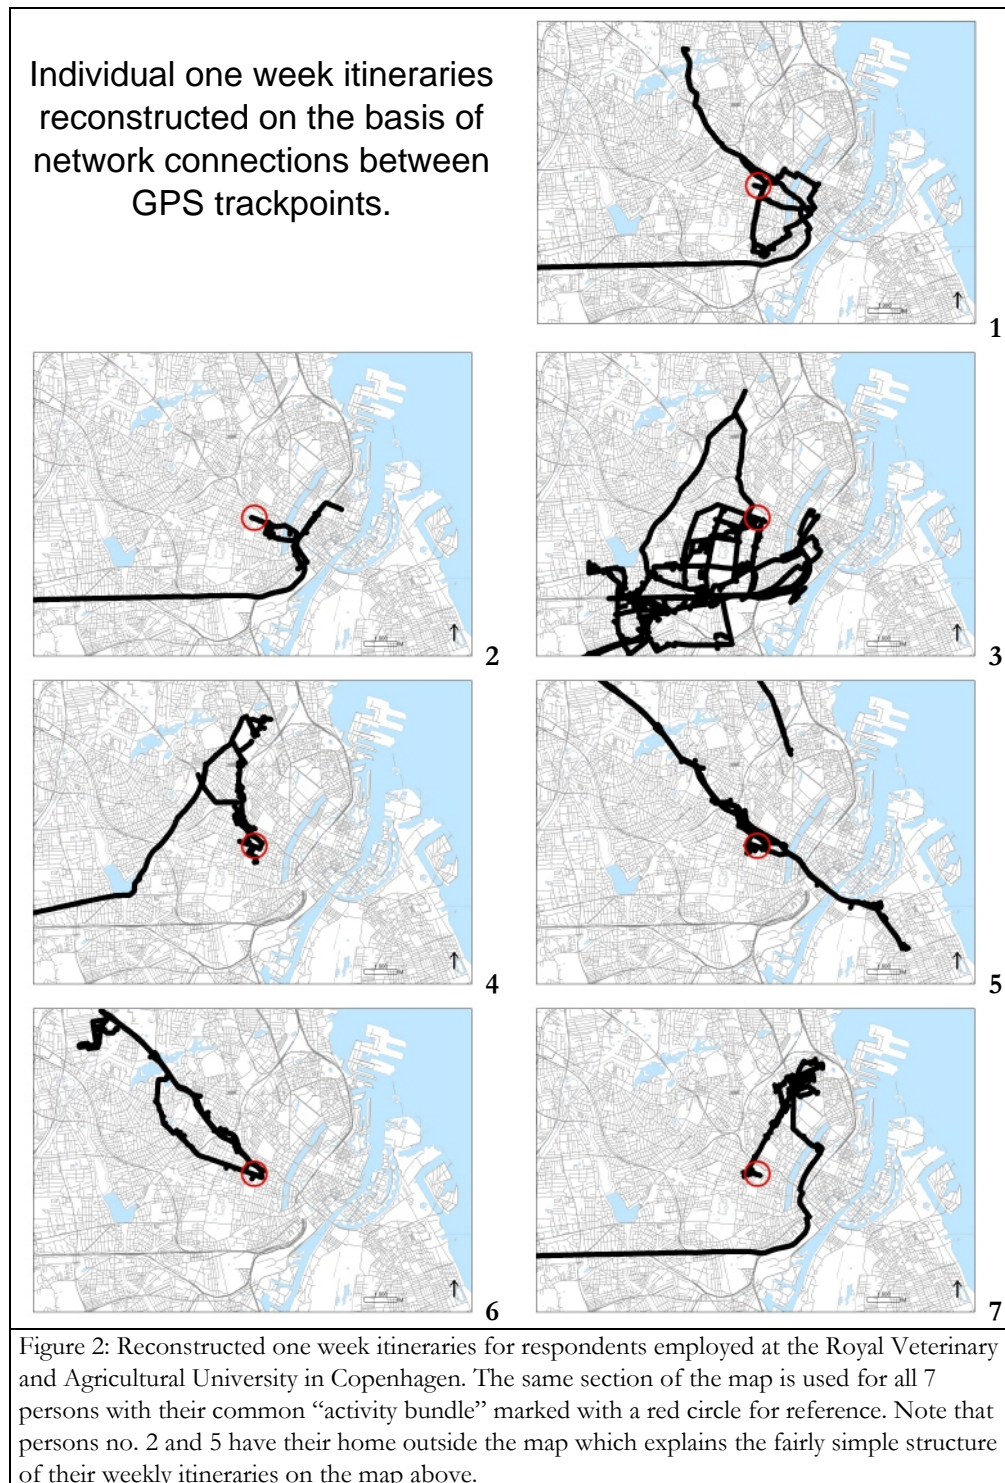 Individual one week itineraries
reconstructed on the basis of
network connections between
GPS trackpoints.
1
2
3
4
5
6
7
Figure 2: Reconstructed one week itineraries for respondents employed at the Royal Veterinary
and Agricultural University in Copenhagen. The same section of the map is used for all 7
persons with their common “activity bundle” marked with a red circle for reference. Note that
persons no. 2 and 5 have their home outside the map which explains the fairly simple structure
of their weekly itineraries on the map above.